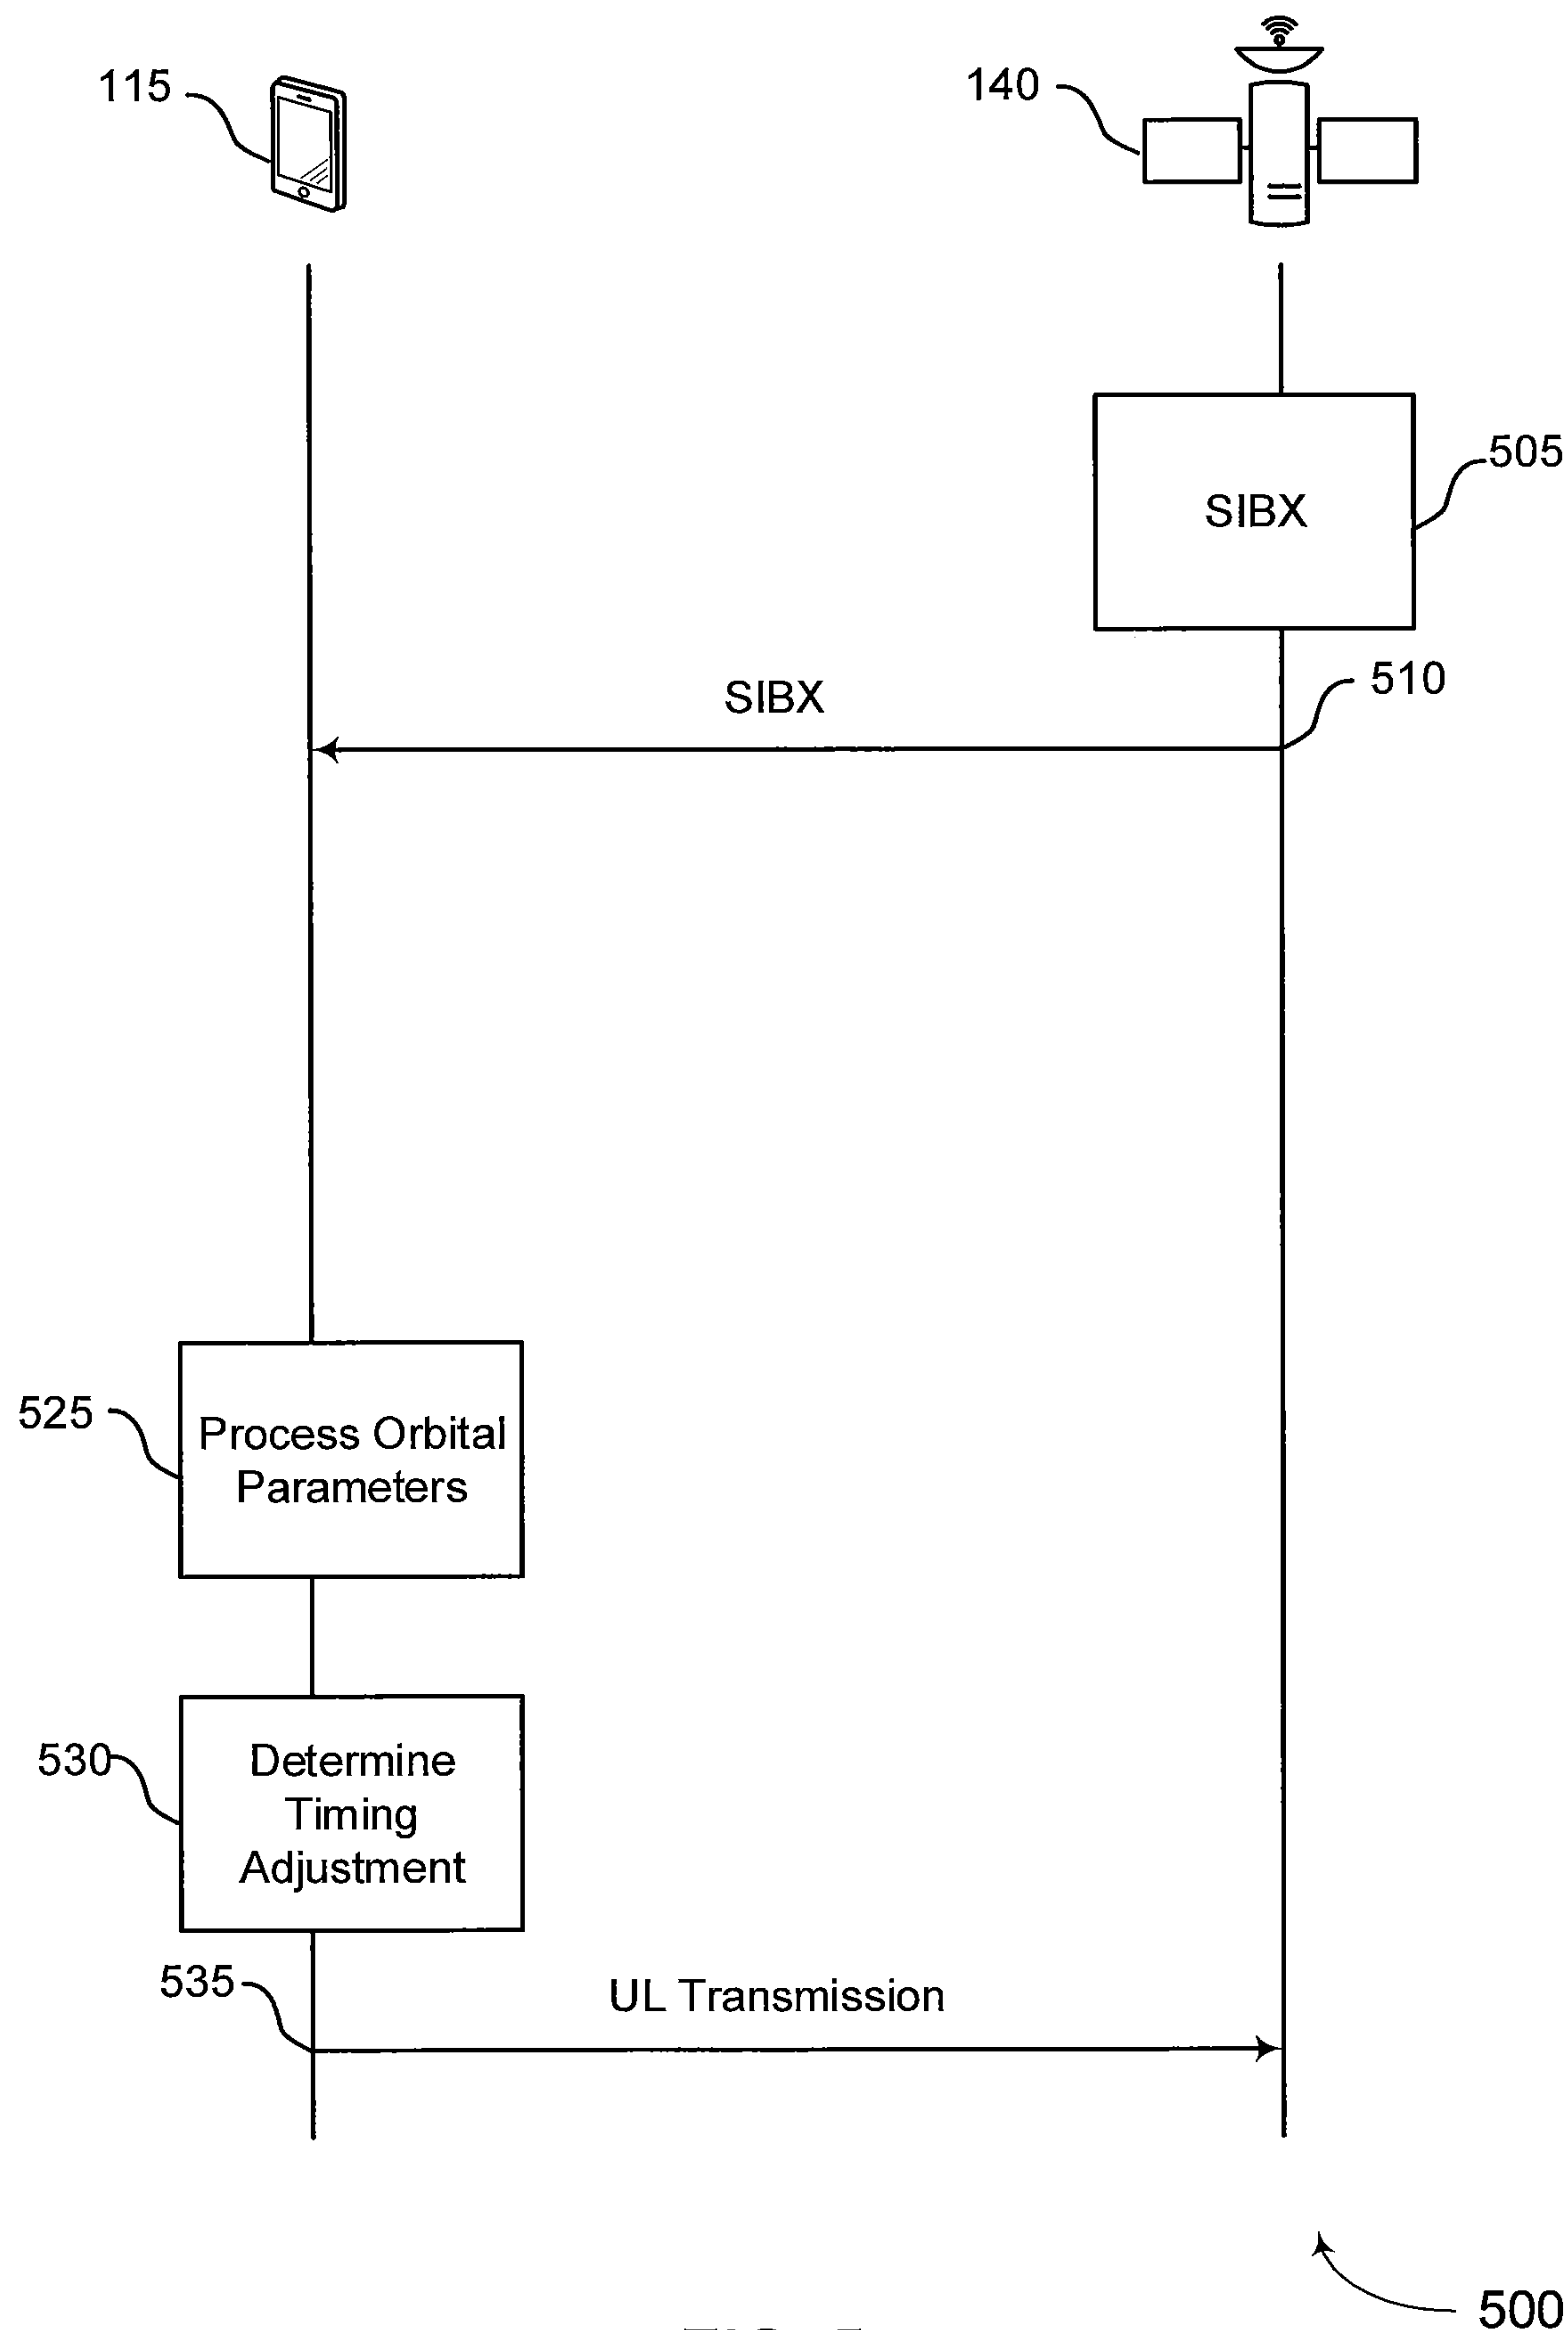 115
140
SIBX
505
SIBX
510
525
Process Orbital
Parameters
530
Determine
Timing
Adjustment
535
UL Transmission
500